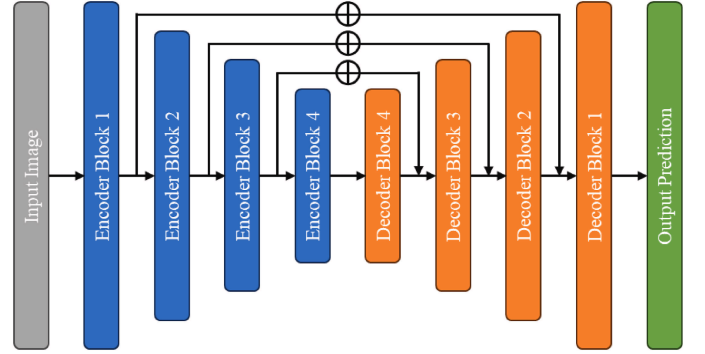 Input Image
Encoder Block 1
Encoder Block 2
Encoder Block 3
Encoder Block 4
Decoder Block 4
Decoder Block 3
Decoder Block 2
Decoder Block 1
Output Prediction